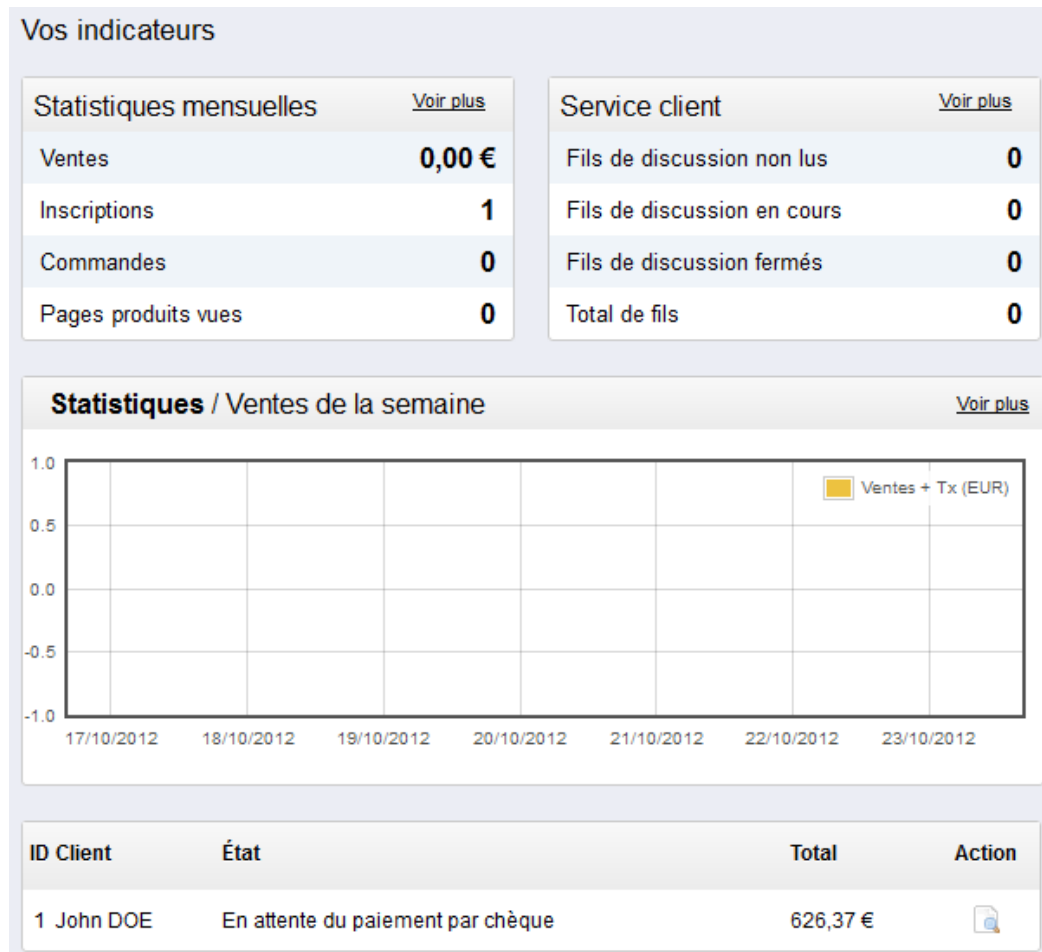 Vos indicateurs
Statistiques mensuelles Voir plus
Ventes 0,00 €
Inscriptions 1
Commandes 0
Pages produits vues 0
Service client Voir plus
Fils de discussion non lus 0
Fils de discussion en cours 0
Fils de discussion fermés 0
Total de fils 0
Statistiques / Ventes de la semaine Voir plus
Ventes + Tx (EUR)
1.0
0.5
0.0
-0.5
-1.0
17/10/2012 18/10/2012 19/10/2012 20/10/2012 21/10/2012 22/10/2012 23/10/2012
ID Client État Total Action
1 John DOE En attente du paiement par chèque 626,37 €